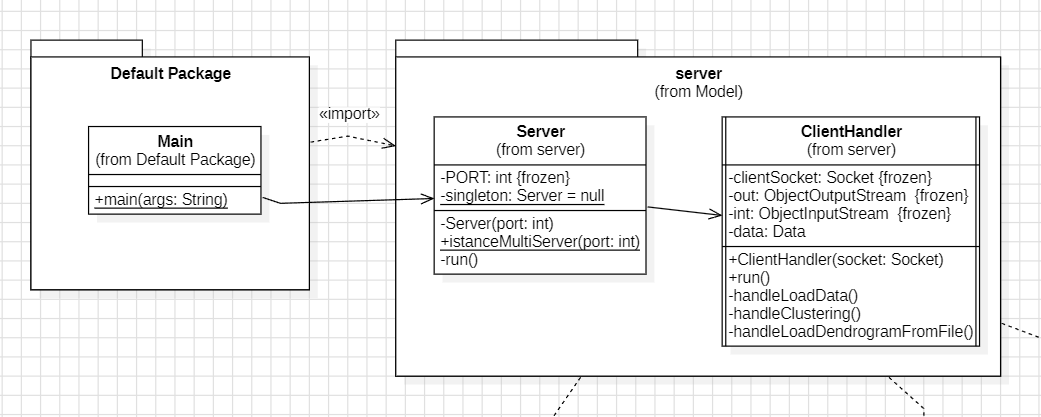 Default Package
Main
(from Default Package)
+main(args: String)
«import»
server
(from Model)
Server
(from server)
-PORT: int {frozen}
-singleton: Server = null
-Server(port: int)
+istanceMultiServer(port: int)
-run()
ClientHandler
(from server)
-clientSocket: Socket {frozen}
-out: ObjectOutputStream {frozen}
-int: ObjectInputStream {frozen}
-data: Data
+ClientHandler(socket: Socket)
+run()
-handleLoadData()
-handleClustering()
-handleLoadDendrogramFromFile()